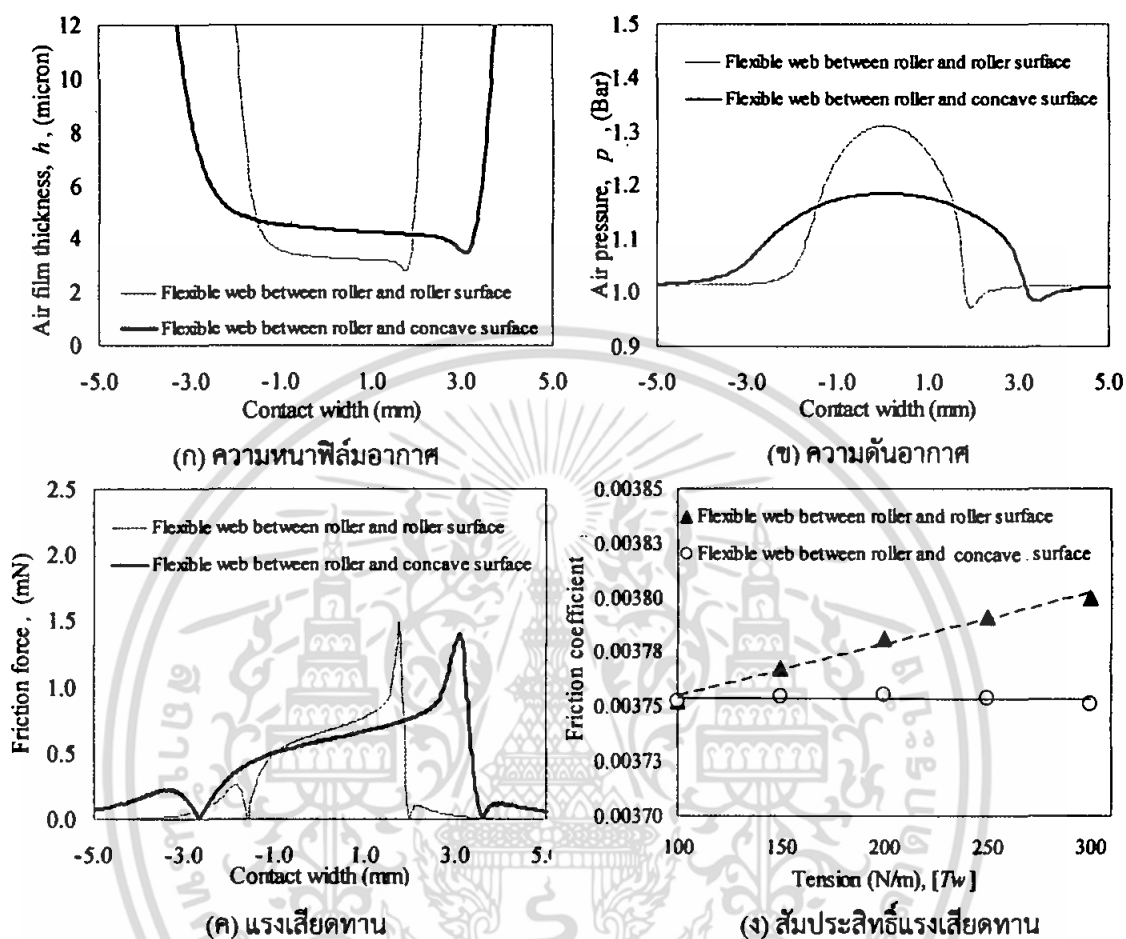 12
10
8
6
4
2
0
Air film thickness, h, (micron)
Flexible web between roller and roller surface
Flexible web between roller and concave surface
-5.0 -3.0 -1.0 1.0 3.0 5.0
Contact width (mm)
(ก) ความหนาฟิล์มอากาศ
1.5
1.4
1.3
1.2
1.1
1.0
0.9
Air pressure, p, (Bar)
Flexible web between roller and roller surface
Flexible web between roller and concave surface
-5.0 -3.0 -1.0 1.0 3.0 5.0
Contact width (mm)
(ข) ความดันอากาศ
2.5
2.0
1.5
1.0
0.5
0.0
Friction force, (mN)
Flexible web between roller and roller surface
Flexible web between roller and concave surface
-5.0 -3.0 -1.0 1.0 3.0 5.
Contact width (mm)
(ค) แรงเสียดทาน
0.00385
0.00383
0.00380
0.00378
0.00375
0.00373
0.00370
Friction coefficient
Flexible web between roller and roller surface
Flexible web between roller and concave surface
100 150 200 250 300
Tension (N/m), [Tw]
(ง) สัมประสิทธิ์แรงเสียดทาน